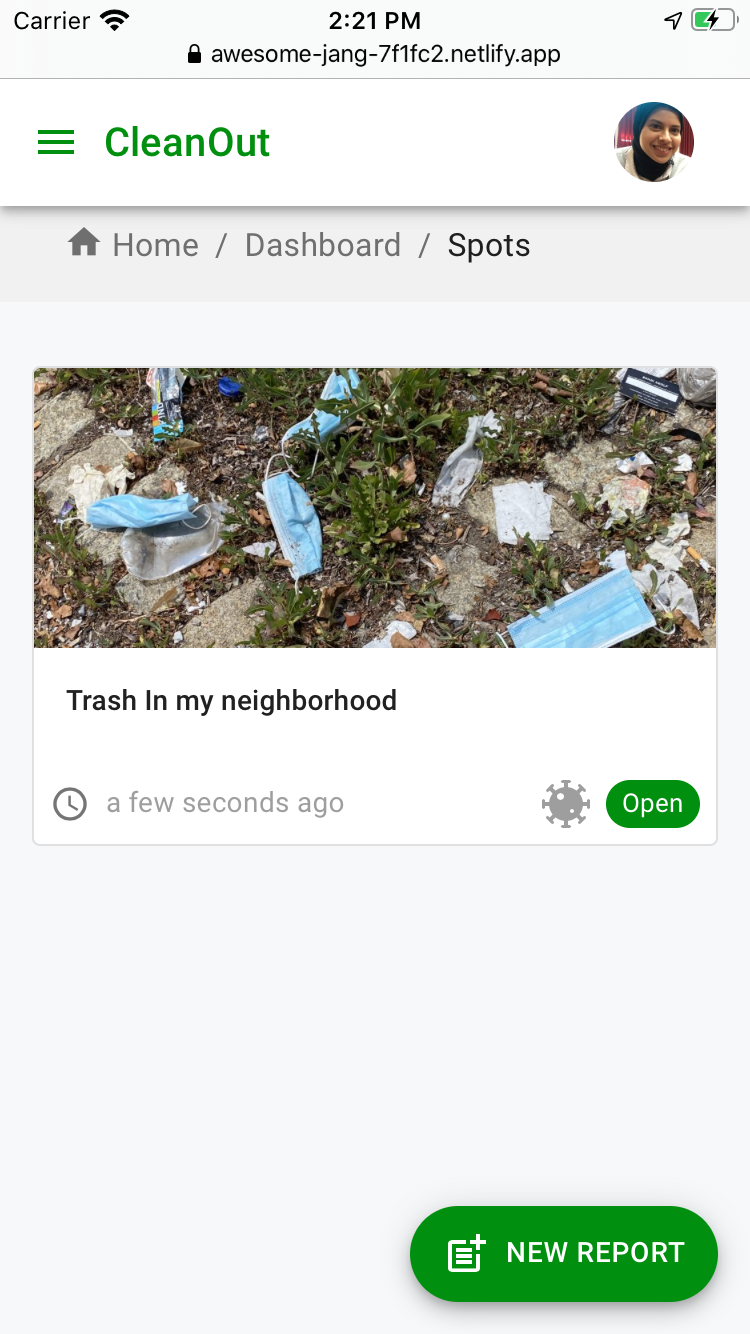 Carrier 2:21 PM
awesome-jang-7f1fc2.netlify.app
CleanOut
Home / Dashboard / Spots
Trash In my neighborhood
a few seconds ago Open
NEW REPORT